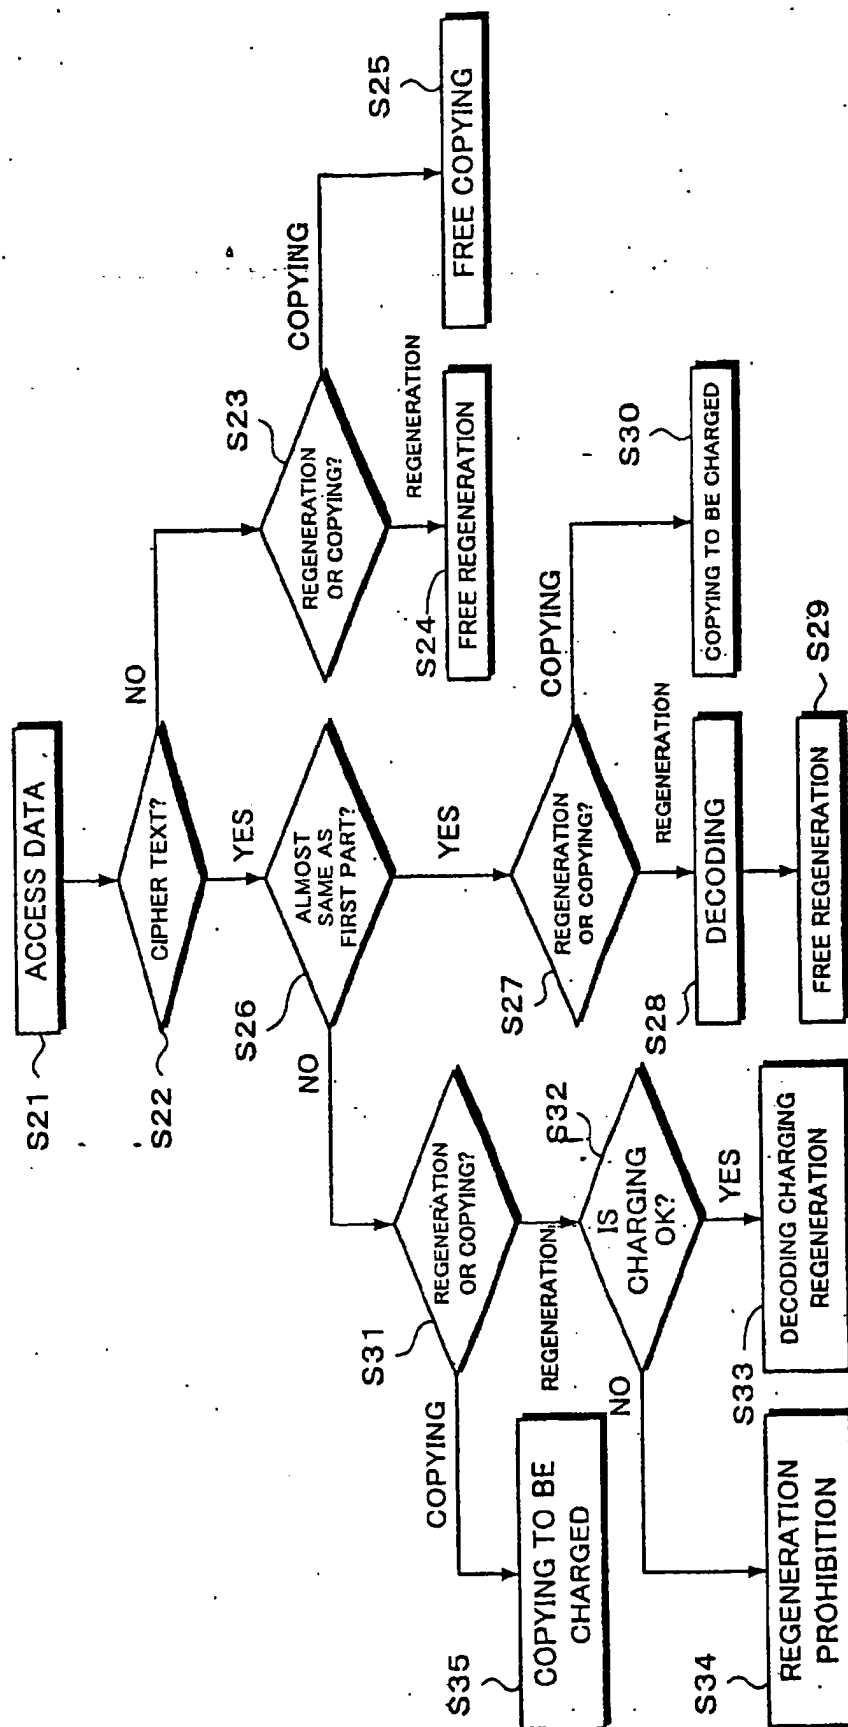 S21
ACCESS DATA
S22
CIPHER TEXT?
NO
YES
S23
REGENERATION
OR COPYING?
COPYING
REGENERATION
S24
FREE REGENERATION
S25
FREE COPYING
S26
ALMOST
SAME AS
FIRST PART?
NO
YES
S27
REGENERATION
OR COPYING?
COPYING
REGENERATION
S28
DECODING
S29
FREE REGENERATION
S30
COPYING TO BE CHARGED
S31
REGENERATION
OR COPYING?
COPYING
REGENERATION
S32
IS
CHARGING
OK?
NO
YES
S33
DECODING CHARGING
REGENERATION
S34
REGENERATION
PROHIBITION
S35
COPYING TO BE
CHARGED